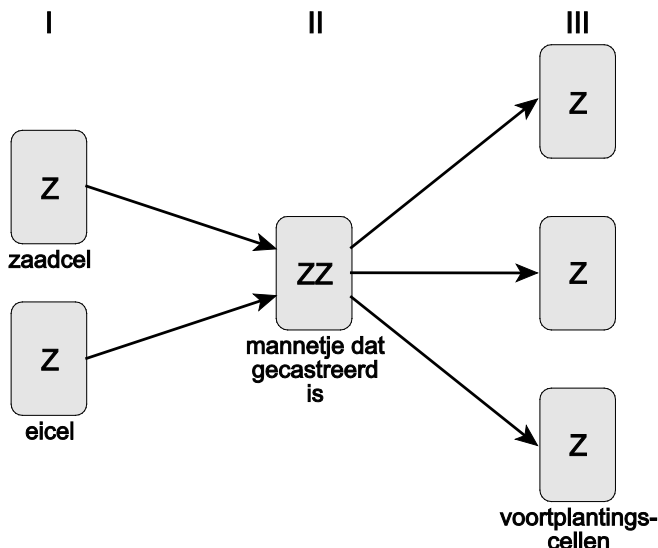 I II III
Z
zaadcel
Z
eicel
ZZ
mannetje dat
gecastreerd
is
Z
Z
Z
voortplantings-
cellen